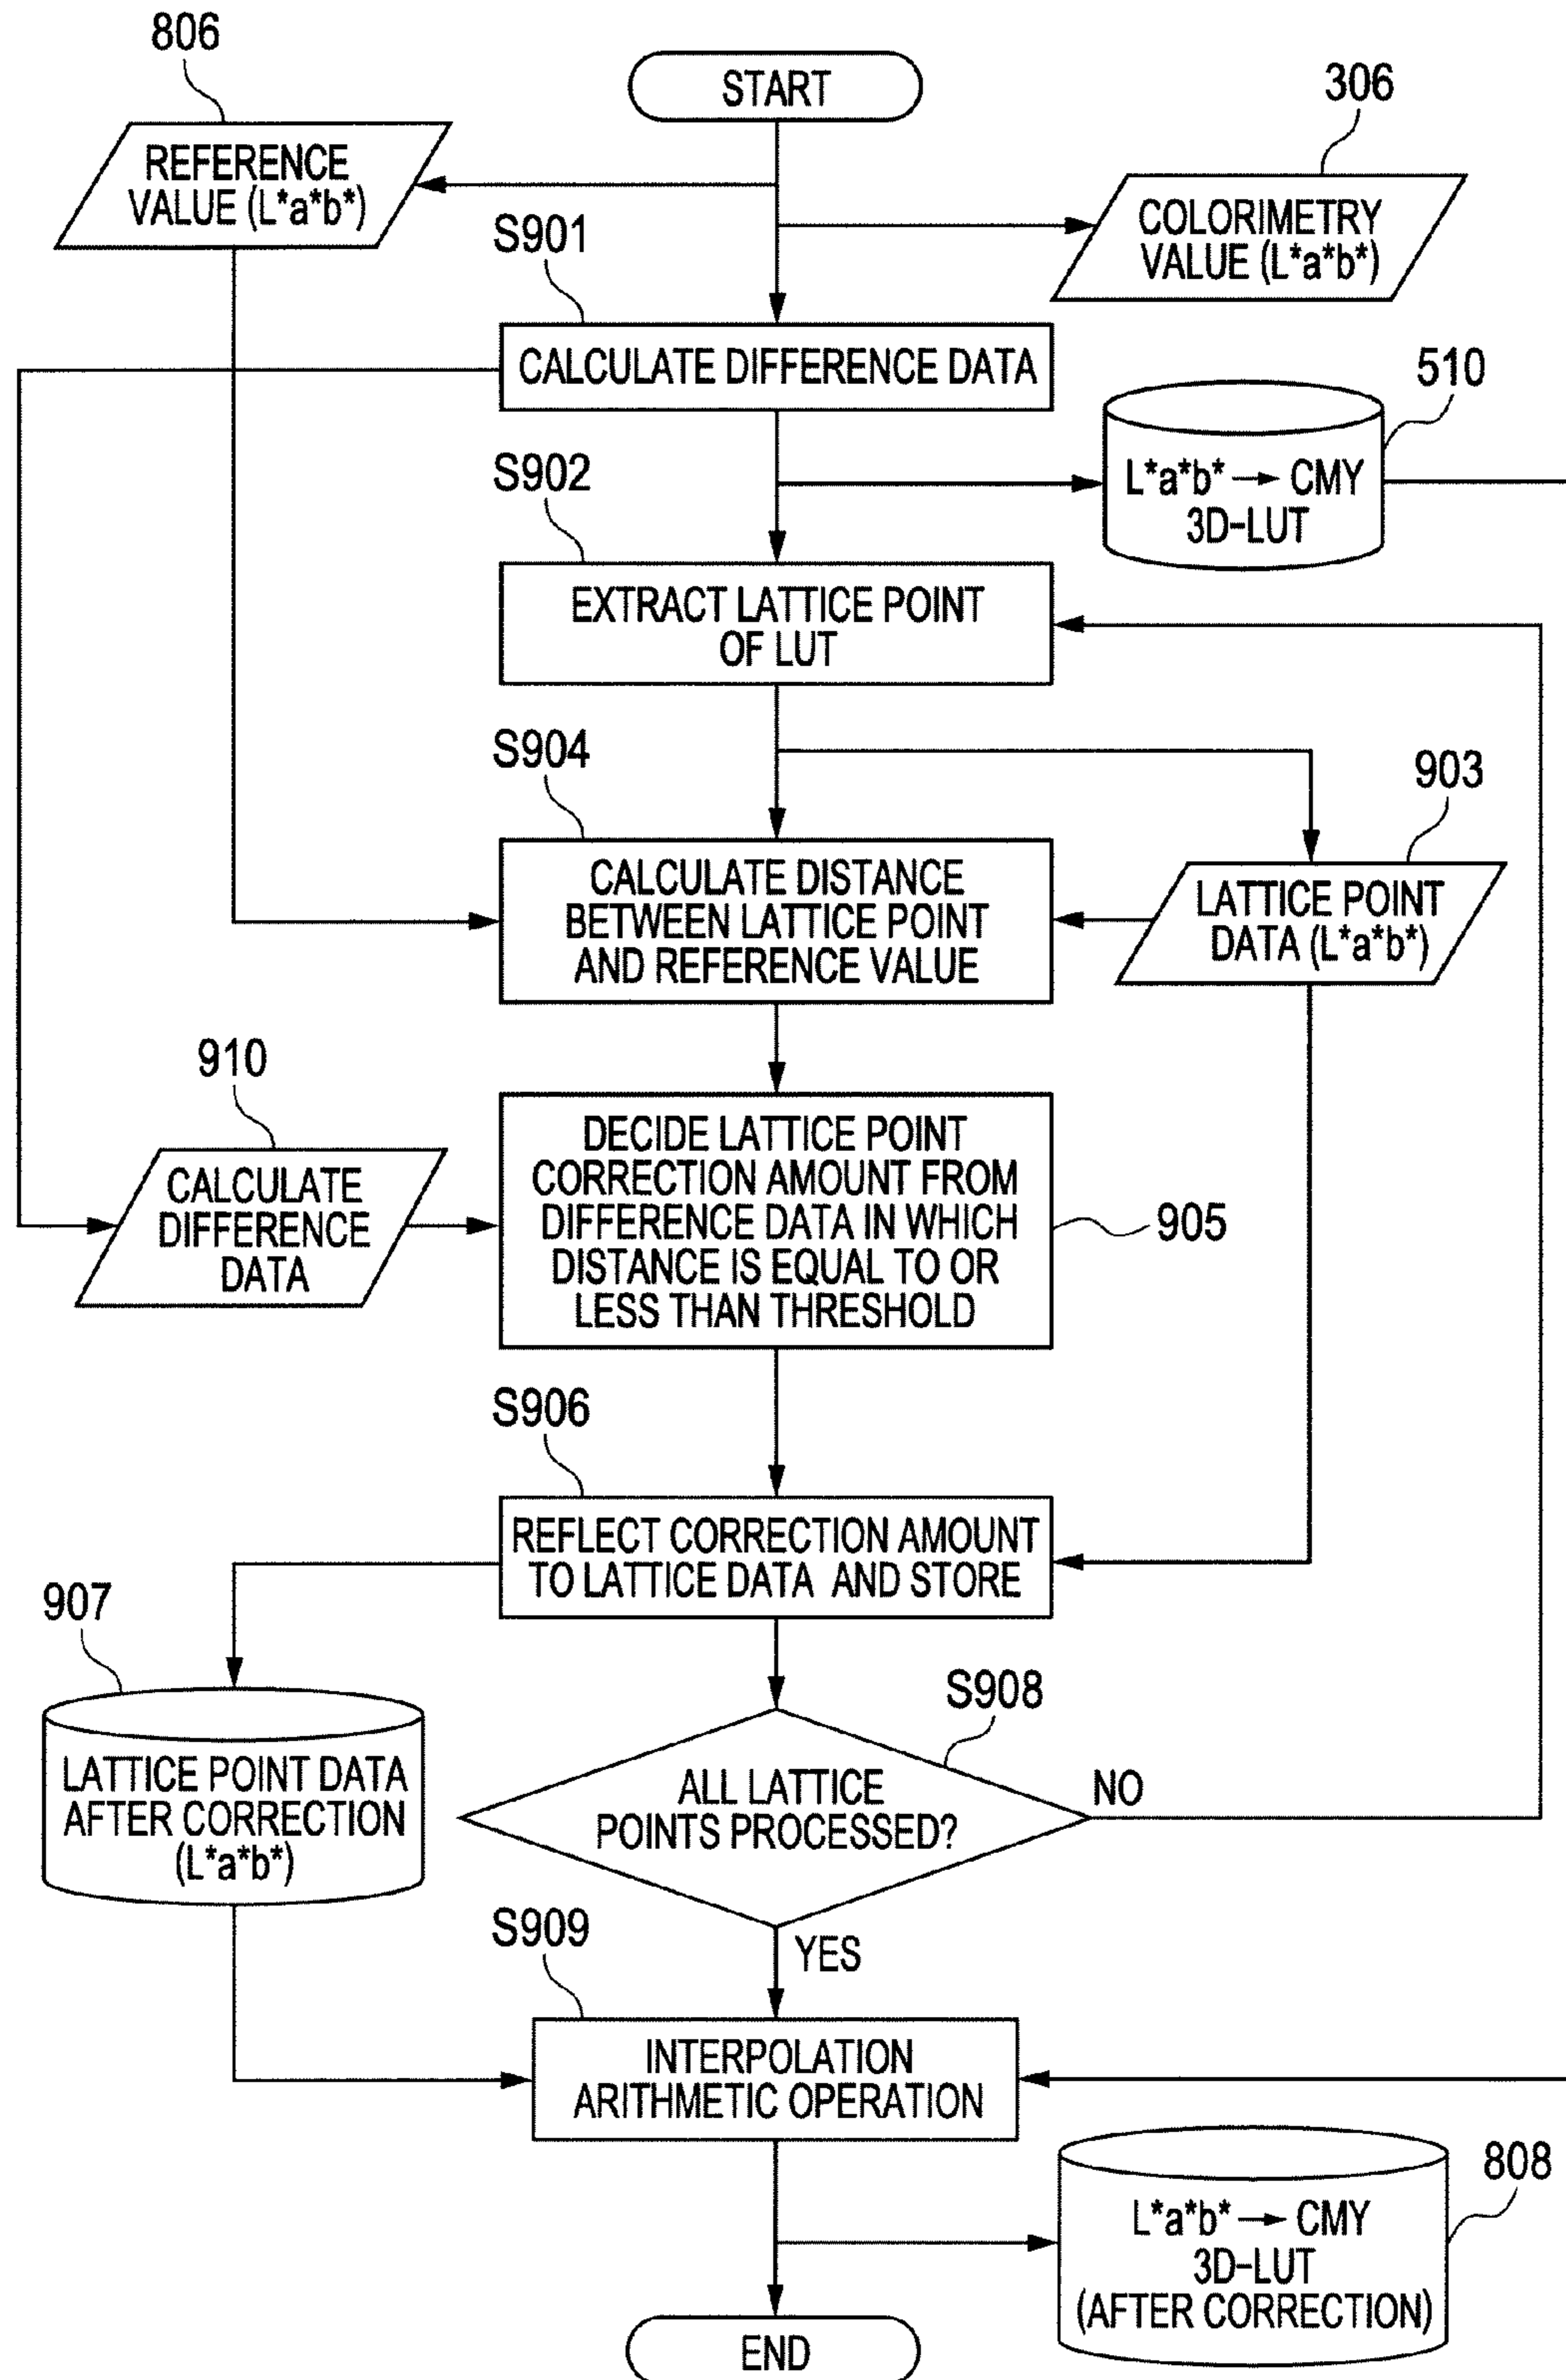 806
START
306
REFERENCE
VALUE (L*a*b*)
COLORIMETRY
VALUE (L*a*b*)
S901
CALCULATE DIFFERENCE DATA
510
L*a*b* → CMY
3D-LUT
S902
EXTRACT LATTICE POINT
OF LUT
S904
903
CALCULATE DISTANCE
BETWEEN LATTICE POINT
AND REFERENCE VALUE
LATTICE POINT
DATA (L*a*b*)
910
CALCULATE
DIFFERENCE
DATA
DECIDE LATTICE POINT
CORRECTION AMOUNT FROM
DIFFERENCE DATA IN WHICH
DISTANCE IS EQUAL TO OR
LESS THAN THRESHOLD
905
S906
REFLECT CORRECTION AMOUNT
TO LATTICE DATA AND STORE
907
LATTICE POINT DATA
AFTER CORRECTION
(L*a*b*)
S908
ALL LATTICE
POINTS PROCESSED?
NO
YES
S909
INTERPOLATION
ARITHMETIC OPERATION
808
L*a*b* → CMY
3D-LUT
(AFTER CORRECTION)
END